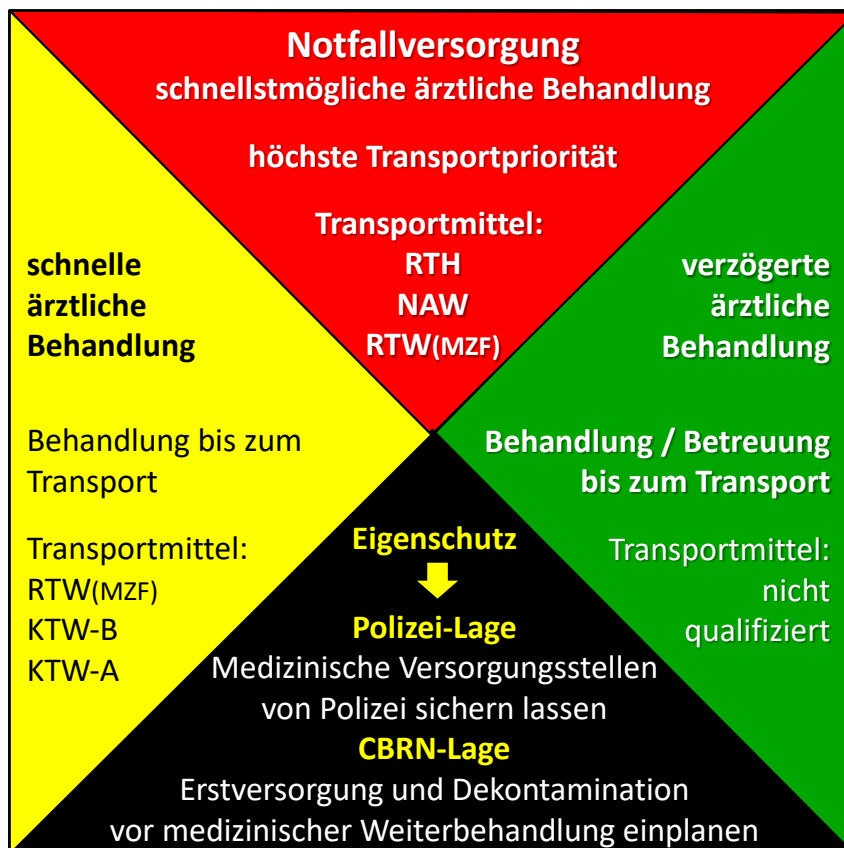 Notfallversorgung
schnellstmögliche ärztliche Behandlung
höchste Transportpriorität
Transportmittel:
RTH
NAW
RTW(MZF)
schnelle
ärztliche
Behandlung
Behandlung bis zum
Transport
Transportmittel:
RTW(MZF)
KTW-B
KTW-A
verzögerte
ärztliche
Behandlung
Behandlung / Betreuung
bis zum Transport
Transportmittel:
nicht
qualifiziert
Eigenschutz
Polizei-Lage
Medizinische Versorgungsstellen
von Polizei sichern lassen
CBRN-Lage
Erstversorgung und Dekontamination
vor medizinischer Weiterbehandlung einplanen